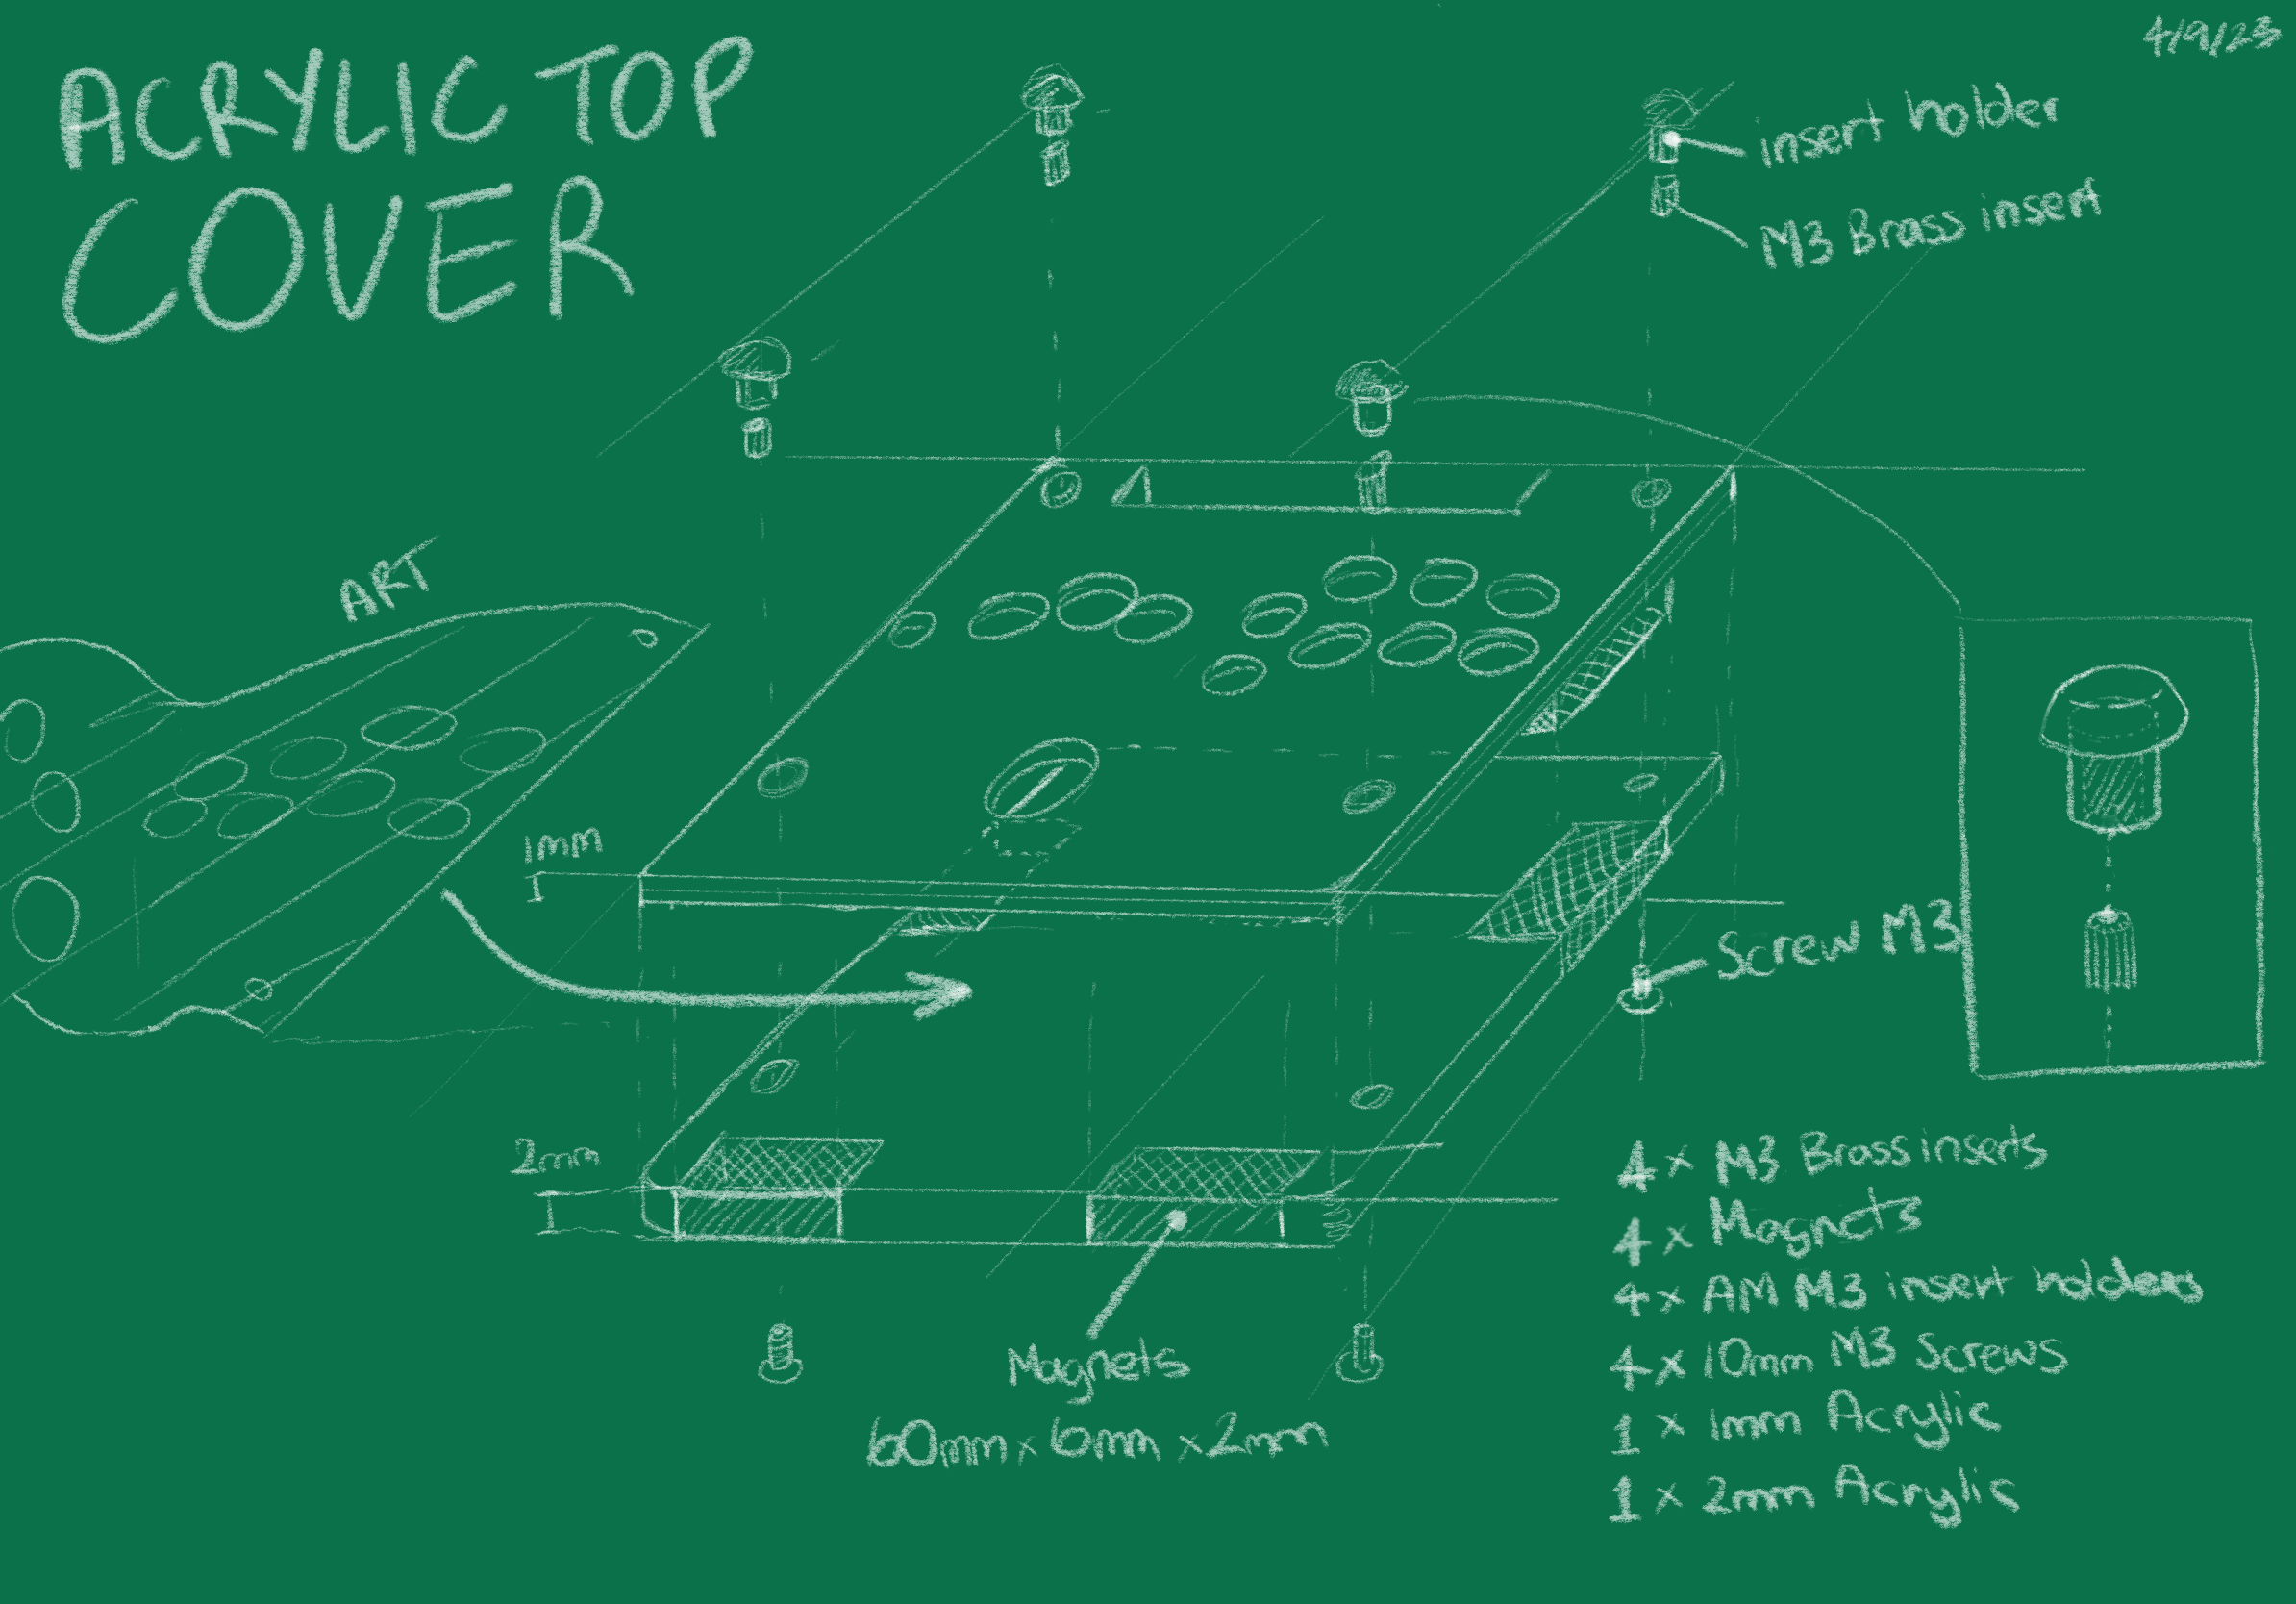 ACRYLIC TOP
COVER
4/9/23
insert holder
M3 Brass insert
ART
1mm
Screw M3
2mm
Magnets
60mm x 6mm x 2mm
4 x M3 Brass inserts
4 x Magnets
4 x AM M3 insert holders
4 x 10mm M3 Screws
1 x 1mm Acrylic
1 x 2mm Acrylic